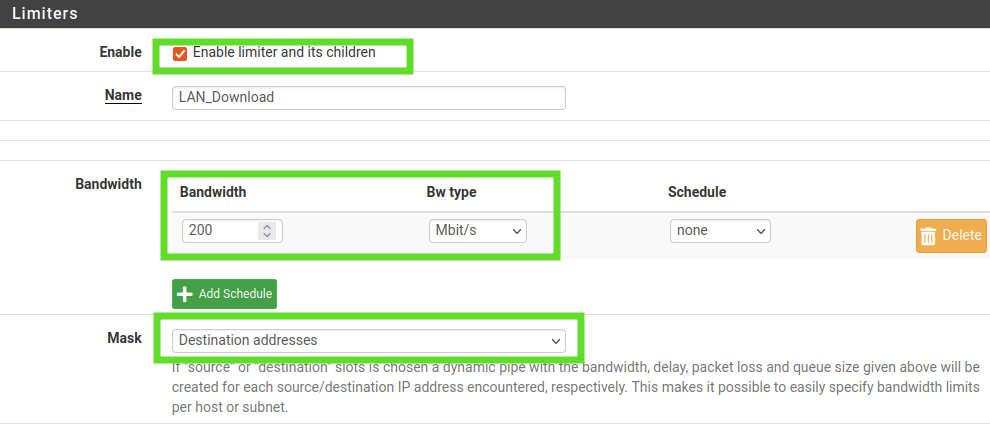 Limiters
Enable Enable limiter and its children
Name LAN_Download
Bandwidth Bandwidth Bw type Schedule
200 Mbit/s none Delete
Add Schedule
Mask Destination addresses
If "source" or "destination" slots is chosen a dynamic pipe with the bandwidth, delay, packet loss and queue size given above will be
created for each source/destination IP address encountered, respectively. This makes it possible to easily specify bandwidth limits
per host or subnet.